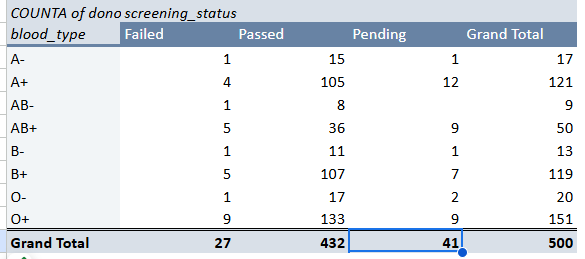 COUNTA of dono screening_status
blood_type Failed Passed Pending Grand Total
A- 1 15 1 17
A+ 4 105 12 121
AB- 1 8 9
AB+ 5 36 9 50
B- 1 11 1 13
B+ 5 107 7 119
O- 1 17 2 20
O+ 9 133 9 151
Grand Total 27 432 41 500